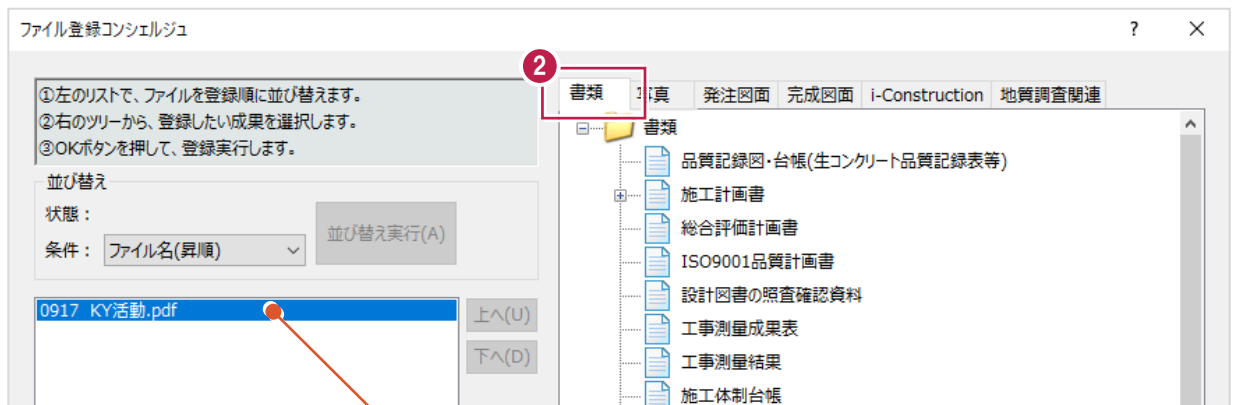 ファイル登録コンシェルジュ
?
①左のリストで、ファイルを登録順に並び替えます。
②右のツリーから、登録したい成果を選択します。
③OKボタンを押して、登録実行します。
並び替え
状態：
条件： ファイル名(昇順)
並び替え実行(A)
0917 KY活動.pdf
上へ(U)
下へ(D)
2
書類 写真 発注図面 完成図面 i-Construction 地質調査関連
書類
品質記録図・台帳(生コンクリート品質記録表等)
施工計画書
総合評価計画書
ISO9001品質計画書
設計図書の照査確認資料
工事測量成果表
工事測量結果
施工体制台帳